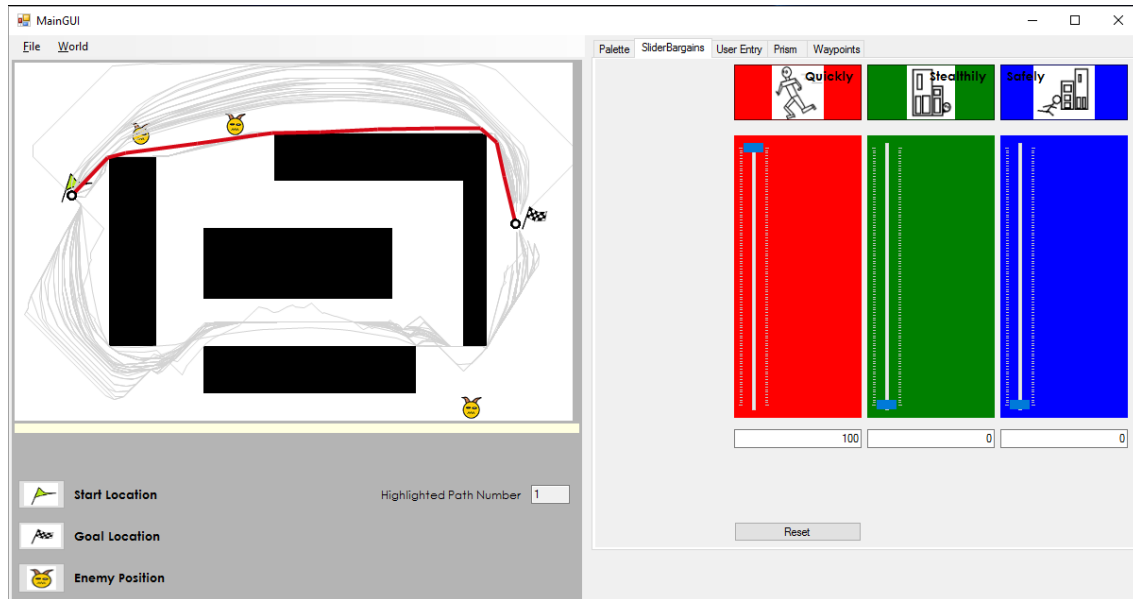 MainGUI
File World
Palette SliderBargains User Entry Prism Waypoints
Quickly Stealthily Safely
100 0 0
Start Location Highlighted Path Number 1
Goal Location
Reset
Enemy Position